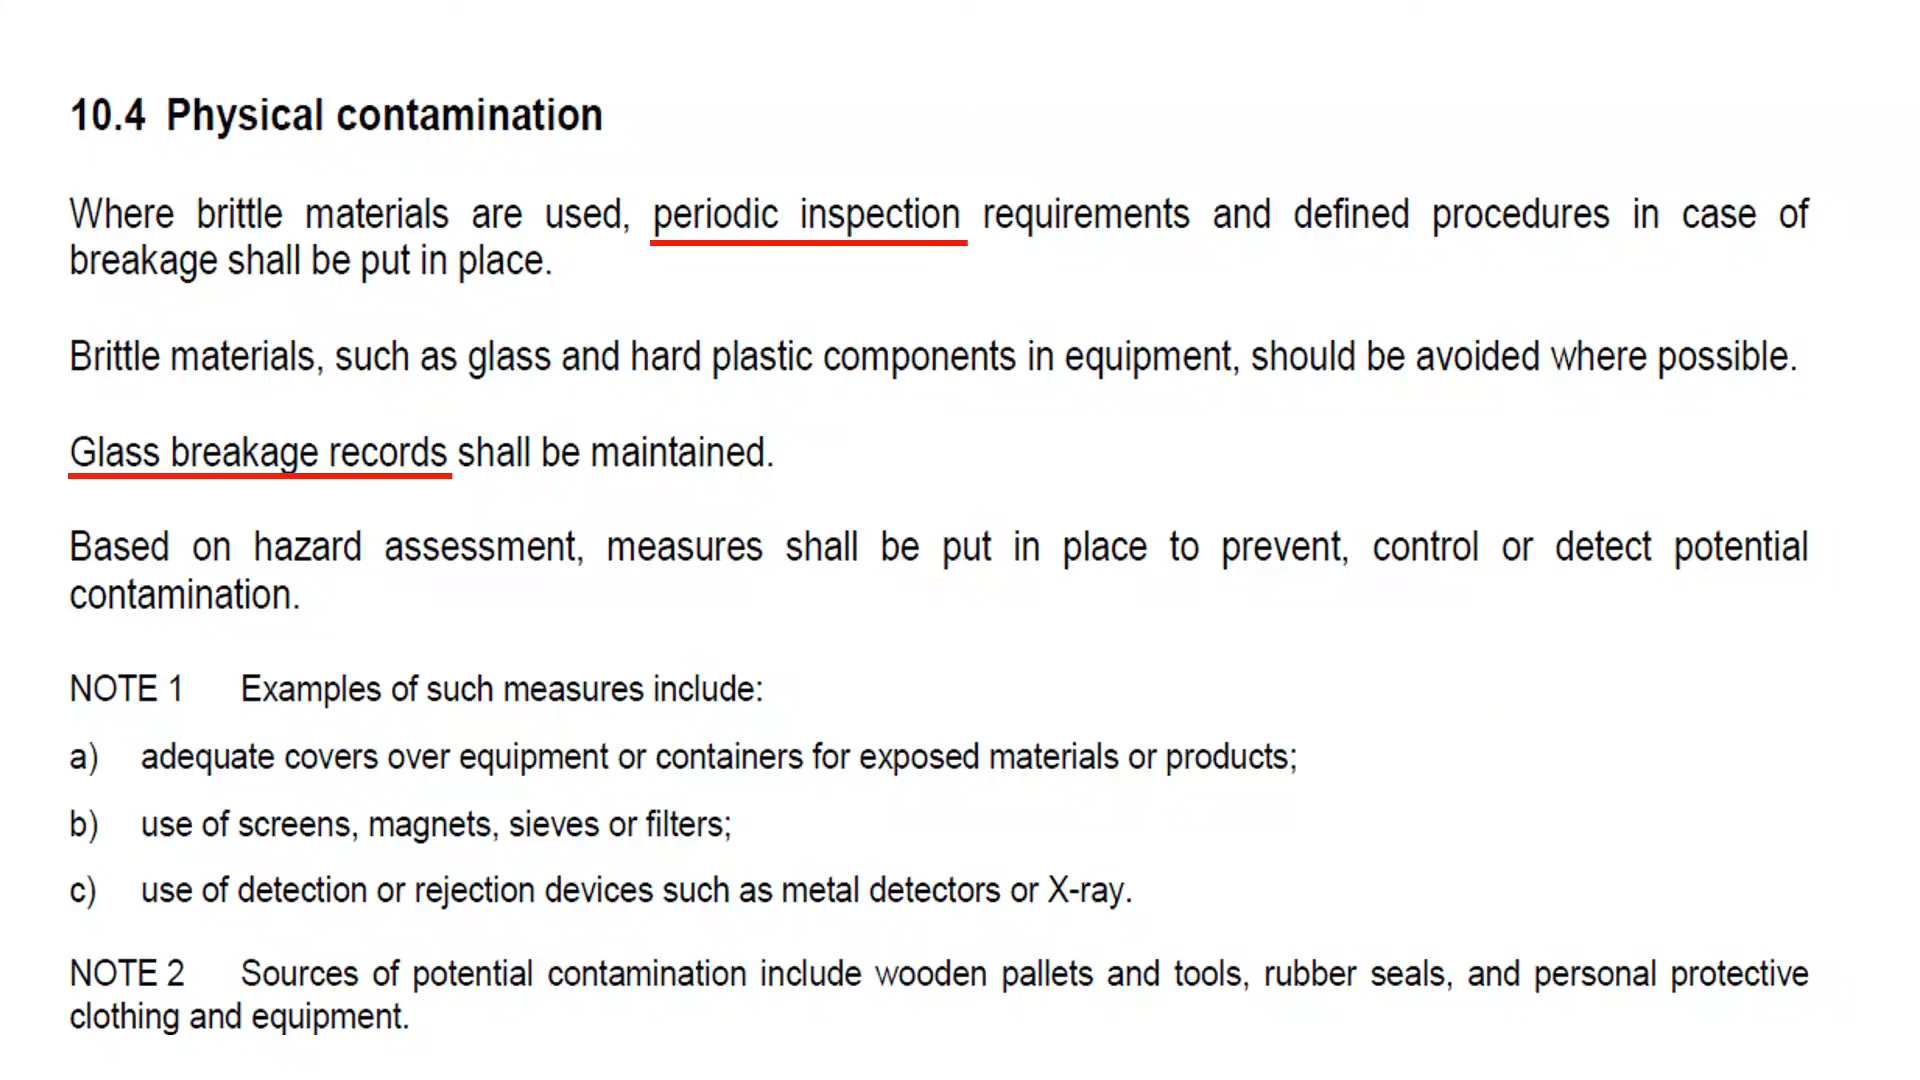 10.4 Physical contamination
Where brittle materials are used, periodic inspection requirements and defined procedures in case of
breakage shall be put in place.
Brittle materials, such as glass and hard plastic components in equipment, should be avoided where possible.
Glass breakage records shall be maintained.
Based on hazard assessment, measures shall be put in place to prevent, control or detect potential
contamination.
NOTE 1 Examples of such measures include:
a) adequate covers over equipment or containers for exposed materials or products;
b) use of screens, magnets, sieves or filters;
c) use of detection or rejection devices such as metal detectors or X-ray.
NOTE 2 Sources of potential contamination include wooden pallets and tools, rubber seals, and personal protective
clothing and equipment.